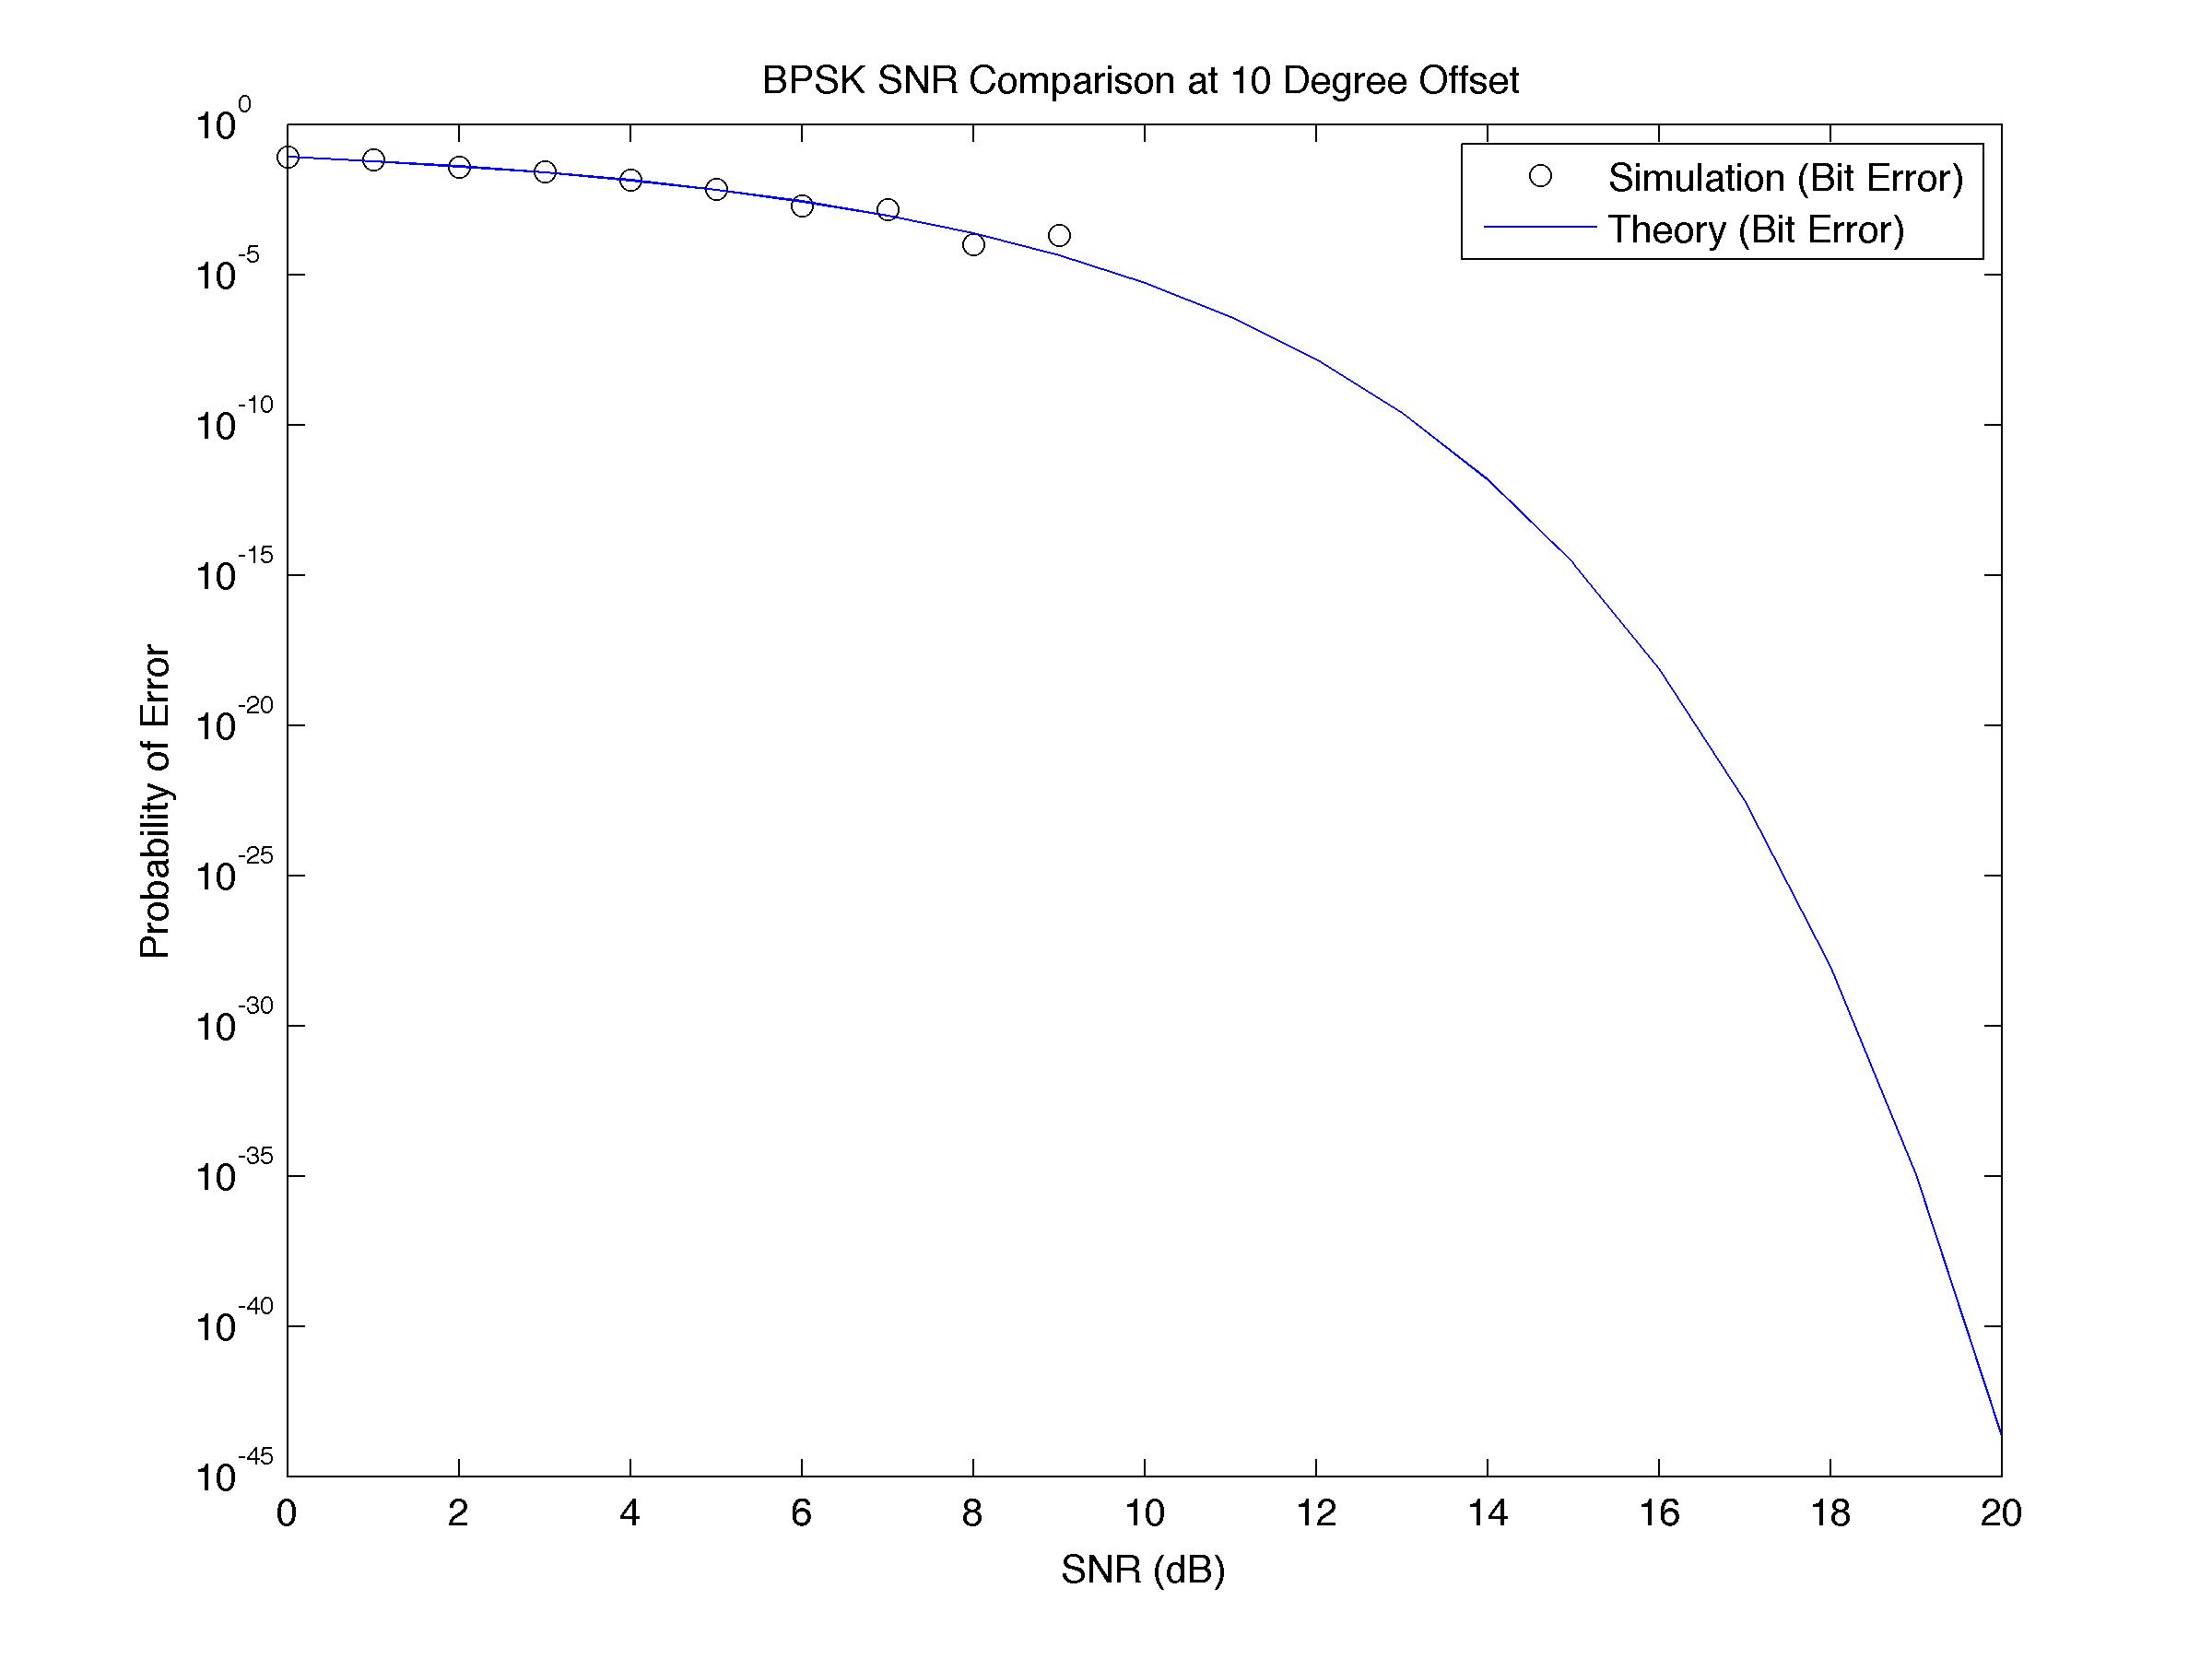 BPSK SNR Comparison at 10 Degree Offset
10^0
10^-5
10^-10
10^-15
10^-20
10^-25
10^-30
10^-35
10^-40
10^-45
Probability of Error
Simulation (Bit Error)
Theory (Bit Error)
0 2 4 6 8 10 12 14 16 18 20
SNR (dB)